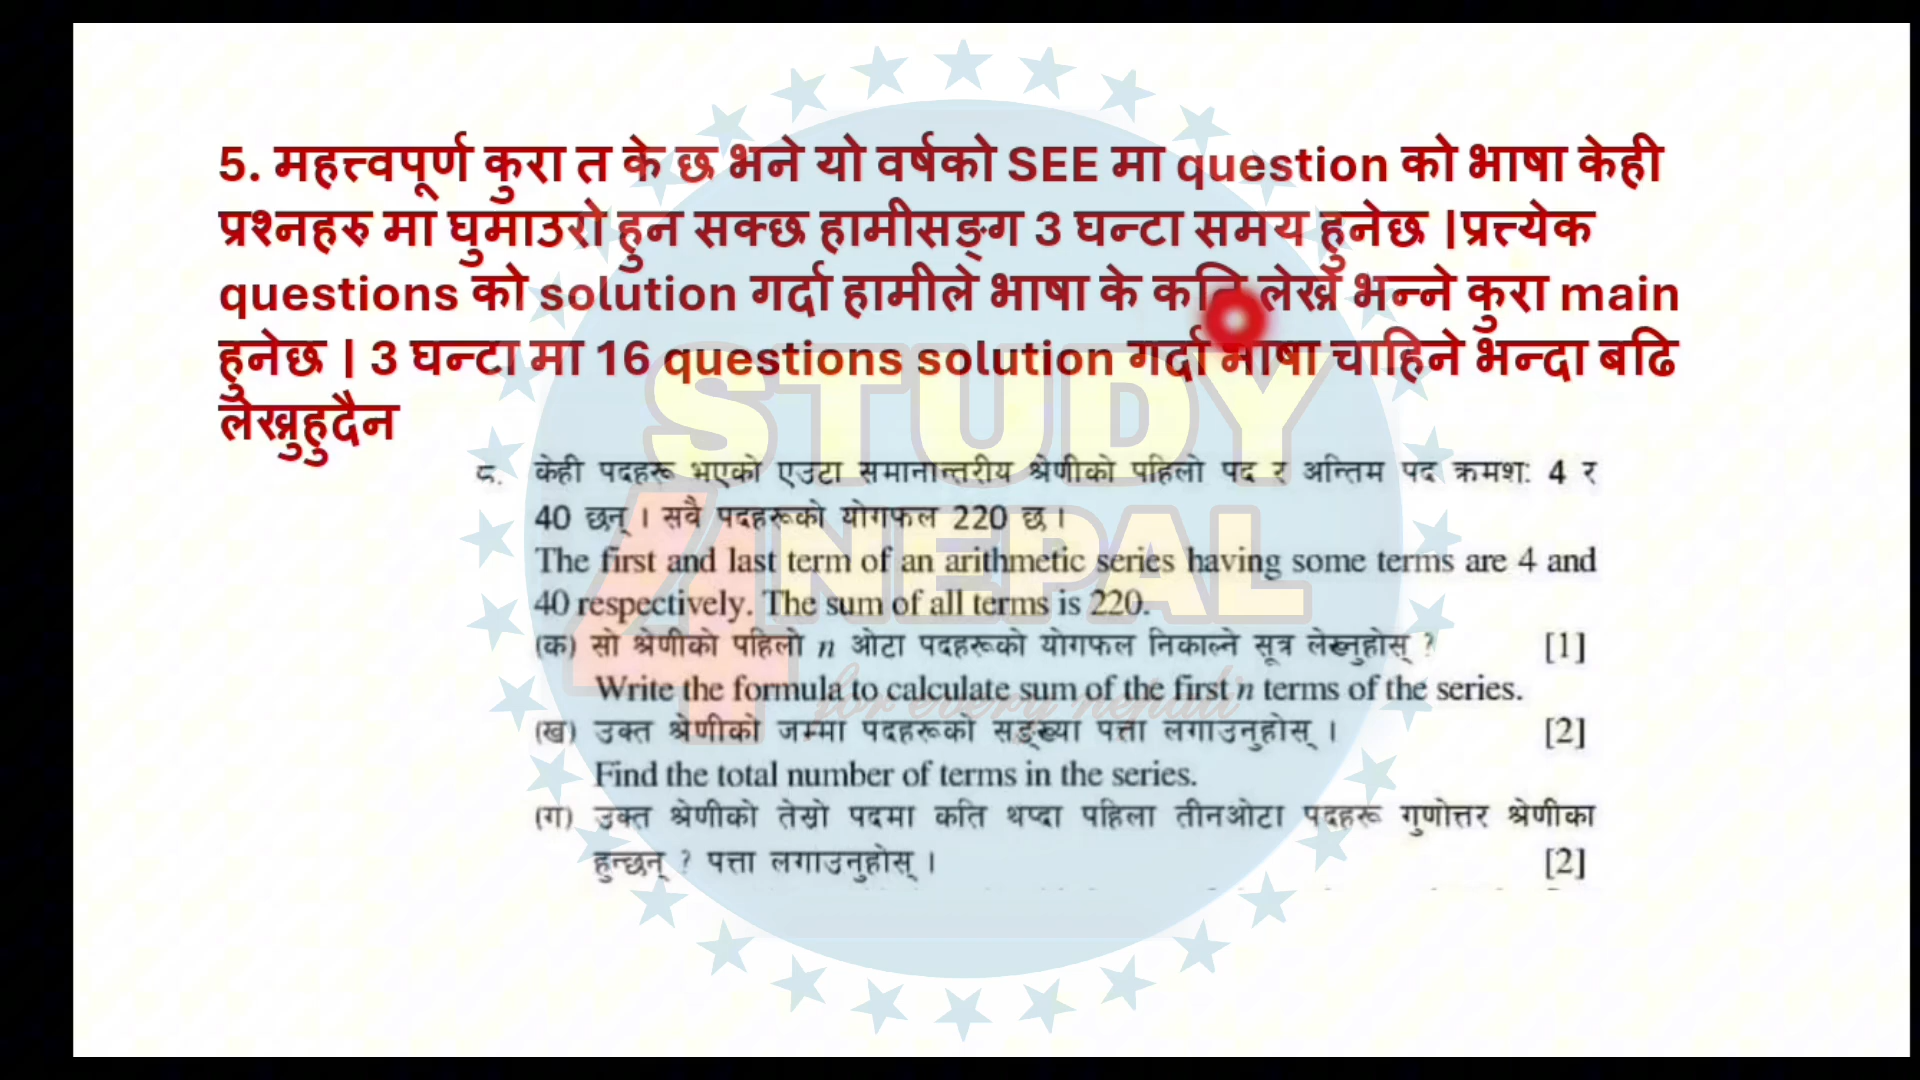 5. महत्त्वपूर्ण कुरा त के छ भने यो वर्षको SEE मा question को भाषा केही
प्रश्नहरु मा घुमाउरो हुन सक्छ हामीसङ्ग 3 घन्टा समय हुनेछ |प्रत्त्येक
questions को solution गर्दा हामीले भाषा के कति लेख्ने भन्ने कुरा main
हुनेछ | 3 घन्टा मा 16 questions solution गर्दा भाषा चाहिने भन्दा बढि
लेख्नुहुदैन
८. केही पदहरू भएको एउटा समानान्तरीय श्रेणीको पहिलो पद र अन्तिम पद क्रमश: 4 र
40 छन् । सवै पदहरूको योगफल 220 छ ।
The first and last term of an arithmetic series having some terms are 4 and
40 respectively. The sum of all terms is 220.
(क) सो श्रेणीको पहिलो n ओटा पदहरूको योगफल निकाल्ने सूत्र लेख्नुहोस् ? [1]
Write the formula to calculate sum of the first n terms of the series.
(ख) उक्त श्रेणीको जम्मा पदहरूको सङ्ख्या पत्ता लगाउनुहोस् । [2]
Find the total number of terms in the series.
(ग) उक्त श्रेणीको तेस्रो पदमा कति थप्दा पहिला तीनओटा पदहरू गुणोत्तर श्रेणीका
हुन्छन् ? पत्ता लगाउनुहोस् । [2]
STUDY
4 NEPAL
for every nepali